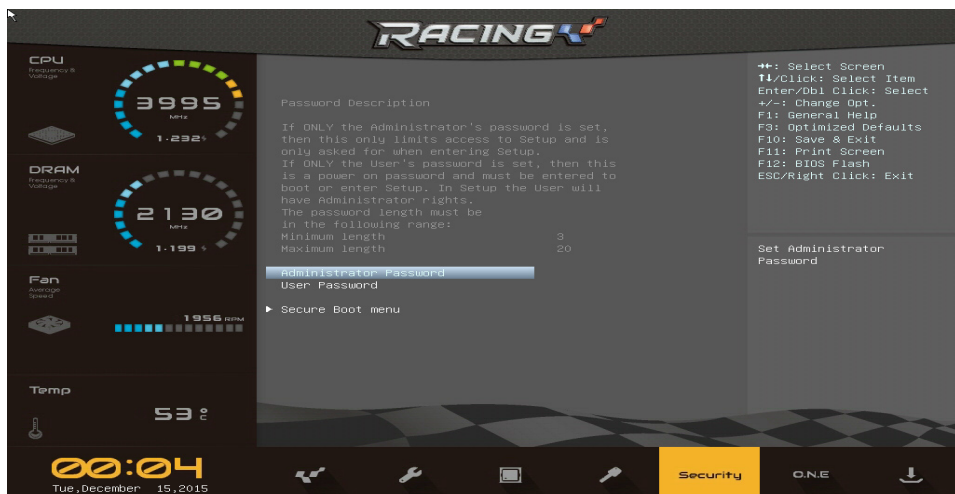 RACING
CPU
Frequency &
Voltage
3995
MHz
1.232
DRAM
Frequency &
Voltage
2130
MHz
1.199
Fan
Average
Speed
1956 RPM
Temp
53 °C
00:04
Tue,December 15,2015
Password Description
If ONLY the Administrator's password is set,
then this only limits access to Setup and is
only asked for when entering Setup.
If ONLY the User's password is set, then this
is a power on password and must be entered to
boot or enter Setup. In Setup the User will
have Administrator rights.
The password length must be
in the following range:
Minimum length 3
Maximum length 20
Administrator Password
User Password
Secure Boot menu
→←: Select Screen
↑↓/Click: Select Item
Enter/Dbl Click: Select
+/-: Change Opt.
F1: General Help
F3: Optimized Defaults
F10: Save & Exit
F11: Print Screen
F12: BIOS Flash
ESC/Right Click: Exit
Set Administrator
Password
Security
O.N.E